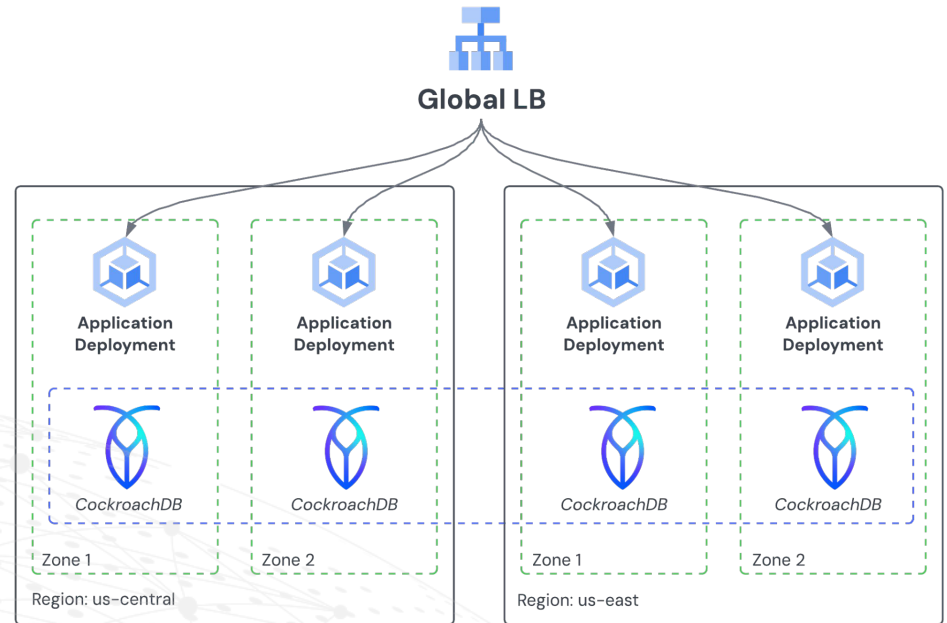 Global LB
Application
Deployment
Application
Deployment
Application
Deployment
Application
Deployment
CockroachDB
CockroachDB
CockroachDB
CockroachDB
Zone 1
Zone 2
Zone 1
Zone 2
Region: us-central
Region: us-east